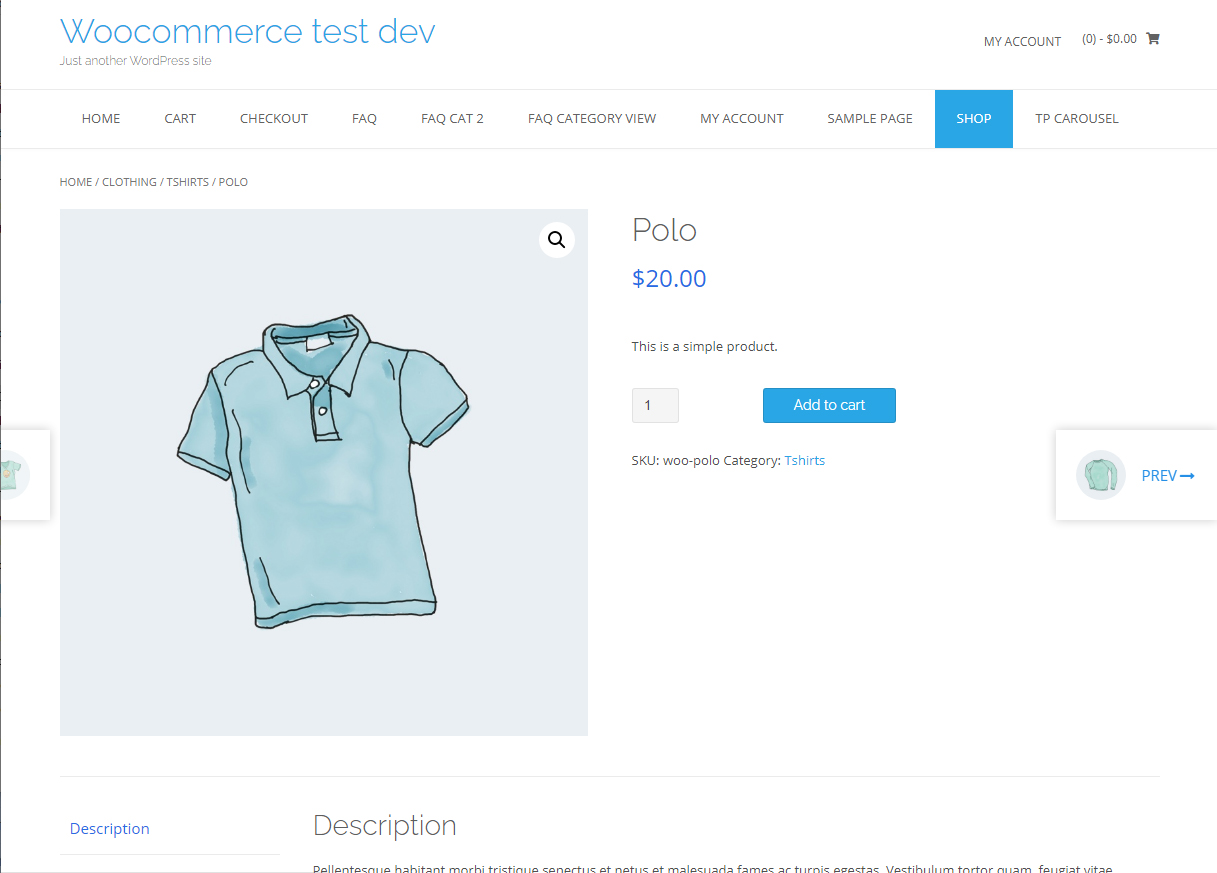 Woocommerce test dev
Just another WordPress site
MY ACCOUNT (0) - $0.00
HOME CART CHECKOUT FAQ FAQ CAT 2 FAQ CATEGORY VIEW MY ACCOUNT SAMPLE PAGE SHOP TP CAROUSEL
HOME / CLOTHING / TSHIRTS / POLO
Polo
$20.00
This is a simple product.
1 Add to cart
SKU: woo-polo Category: Tshirts
PREV
Description
Description
Pellentesque habitant morbi tristique senectus et netus et malesuada fames ac turpis egestas. Vestibulum tortor quam, feugiat vitae,